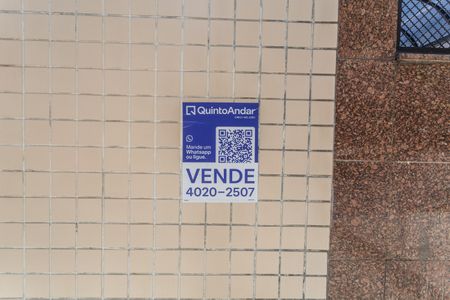 QuintoAndar
Mande um
Whatsapp
ou ligue.
VENDE
4020-2507